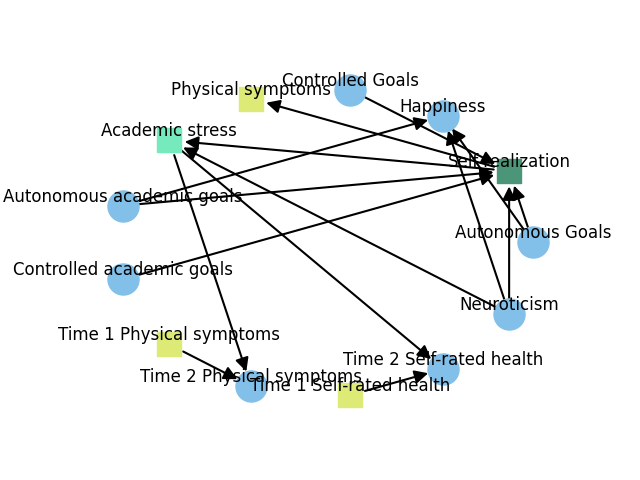 Controlled Goals
Physical symptoms
Happiness
Academic stress
Self-realization
Autonomous academic goals
Autonomous Goals
Controlled academic goals
Neuroticism
Time 1 Physical symptoms
Time 2 Self-rated health
Time 2 Physical symptoms
Time 1 Self-rated health